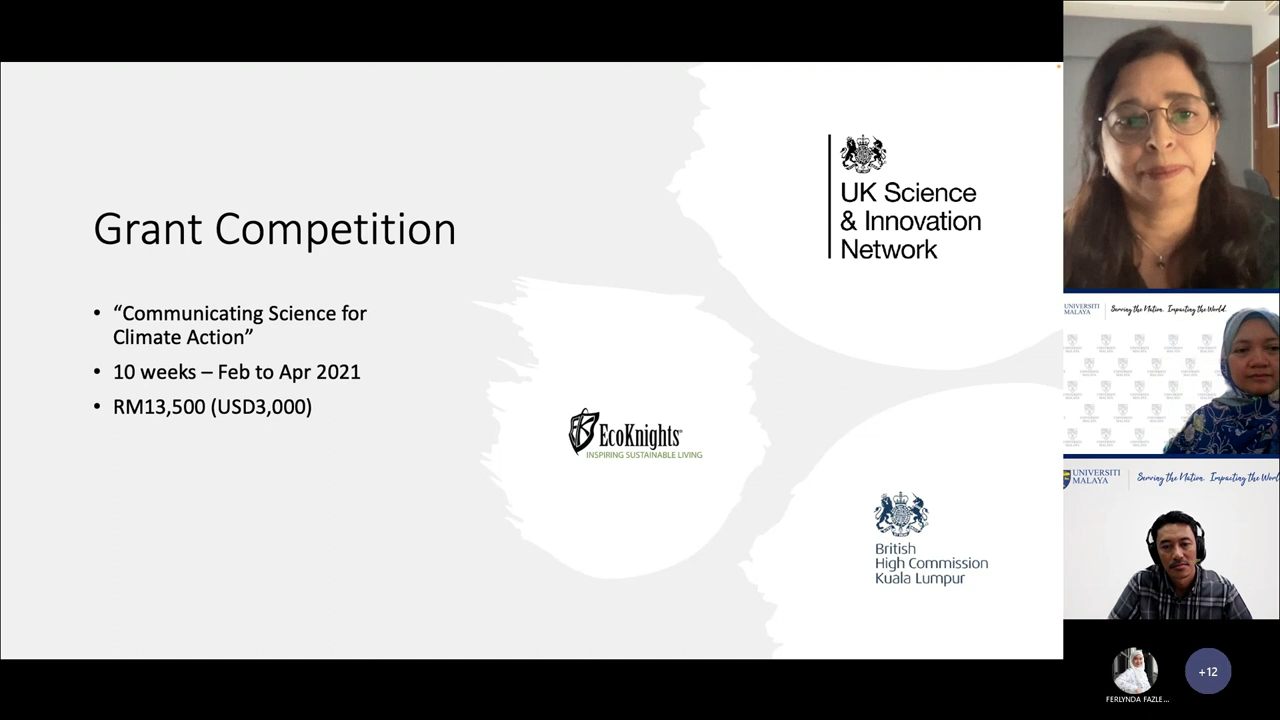 Grant Competition
• “Communicating Science for
Climate Action”
• 10 weeks – Feb to Apr 2021
• RM13,500 (USD3,000)
UK Science
& Innovation
Network
EcoKnights®
INSPIRING SUSTAINABLE LIVING
British
High Commission
Kuala Lumpur
UNIVERSITI
MALAYA
Serving the Nation. Impacting the World.
UNIVERSITI
MALAYA
Serving the Nation. Impacting the World
FERLYNDA FAZLE...
+12